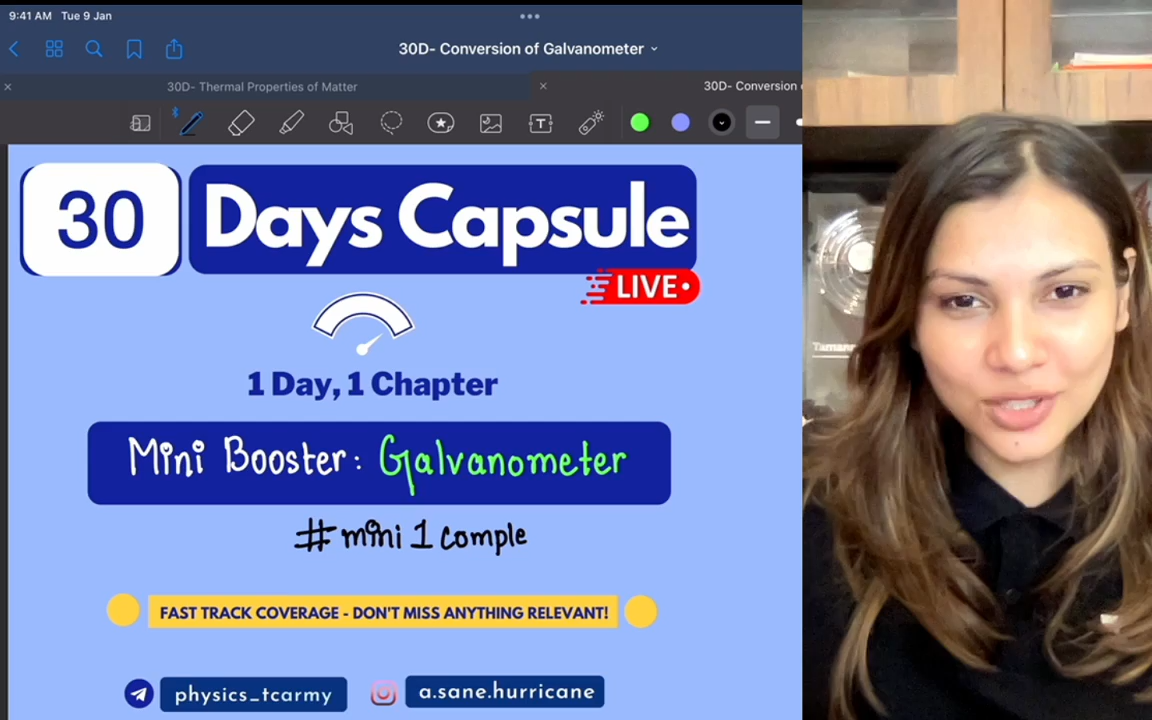 9:41 AM Tue 9 Jan
30D- Conversion of Galvanometer
30D- Thermal Properties of Matter
30D- Conversion
30 Days Capsule
LIVE
1 Day, 1 Chapter
Mini Booster: Galvanometer
#mini 1 comple
FAST TRACK COVERAGE - DON'T MISS ANYTHING RELEVANT!
physics_tcarmy
a.sane.hurricane